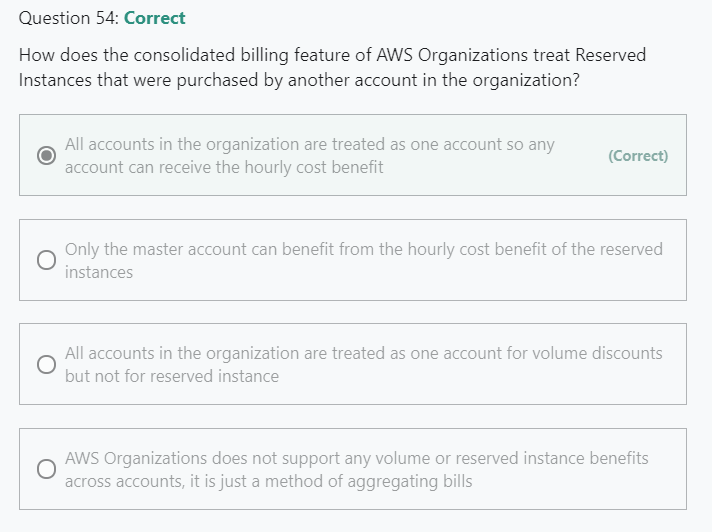 Question 54: Correct
How does the consolidated billing feature of AWS Organizations treat Reserved
Instances that were purchased by another account in the organization?
All accounts in the organization are treated as one account so any
account can receive the hourly cost benefit
(Correct)
Only the master account can benefit from the hourly cost benefit of the reserved
instances
All accounts in the organization are treated as one account for volume discounts
but not for reserved instance
AWS Organizations does not support any volume or reserved instance benefits
across accounts, it is just a method of aggregating bills